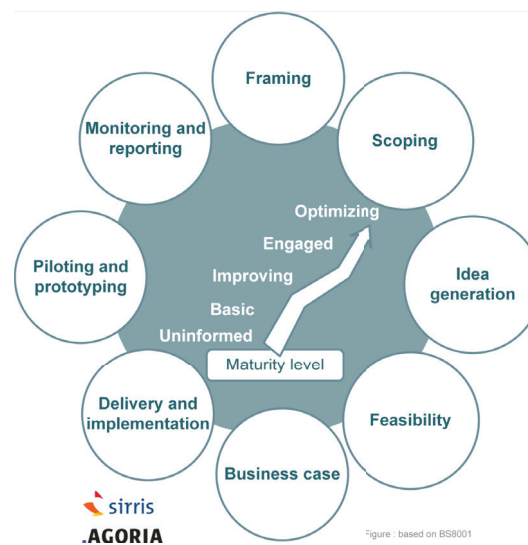 Framing
Scoping
Idea
generation
Feasibility
Business case
Delivery and
implementation
Piloting and
prototyping
Monitoring and
reporting
Optimizing
Engaged
Improving
Basic
Uninformed
Maturity level
sirris
.AGORIA
Figure : based on BS8001